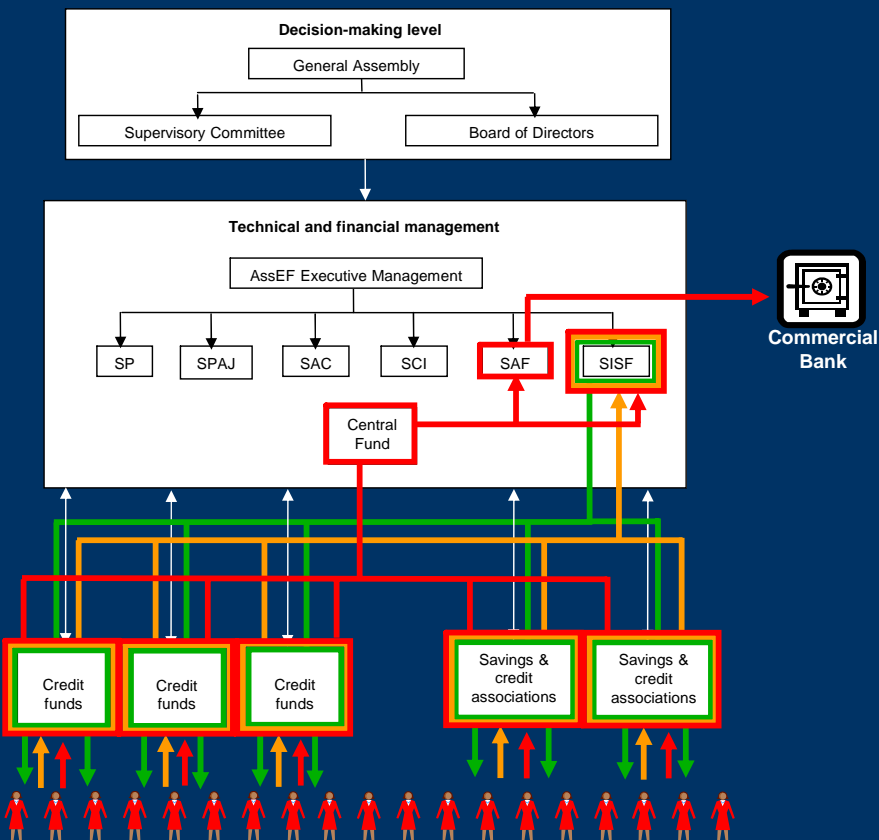 Decision-making level
General Assembly
Supervisory Committee
Board of Directors
Technical and financial management
AssEF Executive Management
SP
SPAJ
SAC
SCI
SAF
SISF
Commercial
Bank
Central
Fund
Credit
funds
Credit
funds
Credit
funds
Savings &
credit
associations
Savings &
credit
associations